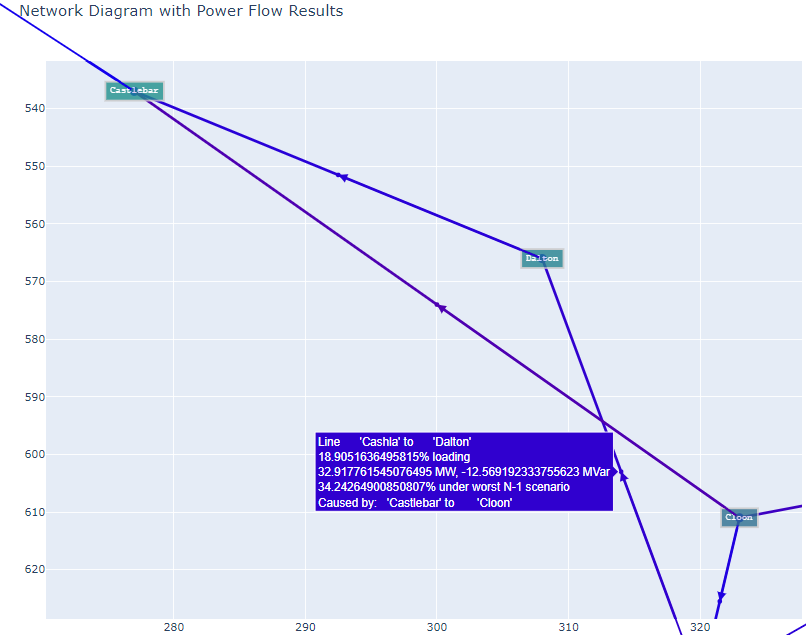 Network Diagram with Power Flow Results
540
Castlebar
550
560
Dalton
570
580
590
600
Line 'Cashla' to 'Dalton'
18.9051636495815% loading
32.917761545076495 MW, -12.569192333755623 MVar
34.24264900850807% under worst N-1 scenario
Caused by: 'Castlebar' to 'Cloon'
610
Cloon
620
280 290 300 310 320